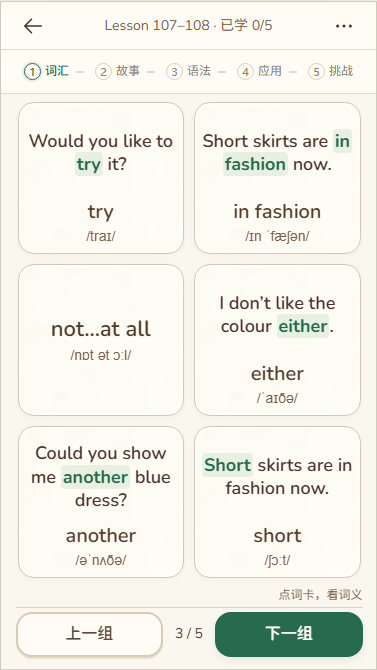 Lesson 107–108 · 已学 0/5
1 词汇 – 2 故事 – 3 语法 – 4 应用 – 5 挑战
Would you like to
try it?
try
/traɪ/
Short skirts are in
fashion now.
in fashion
/ɪn ˈfæʃən/
not...at all
/nɒt ət ɔːl/
I don’t like the
colour either.
either
/ˈaɪðə/
Could you show
me another blue
dress?
another
/əˈnʌðə/
Short skirts are in
fashion now.
short
/ʃɔːt/
点词卡，看词义
上一组
3 / 5
下一组